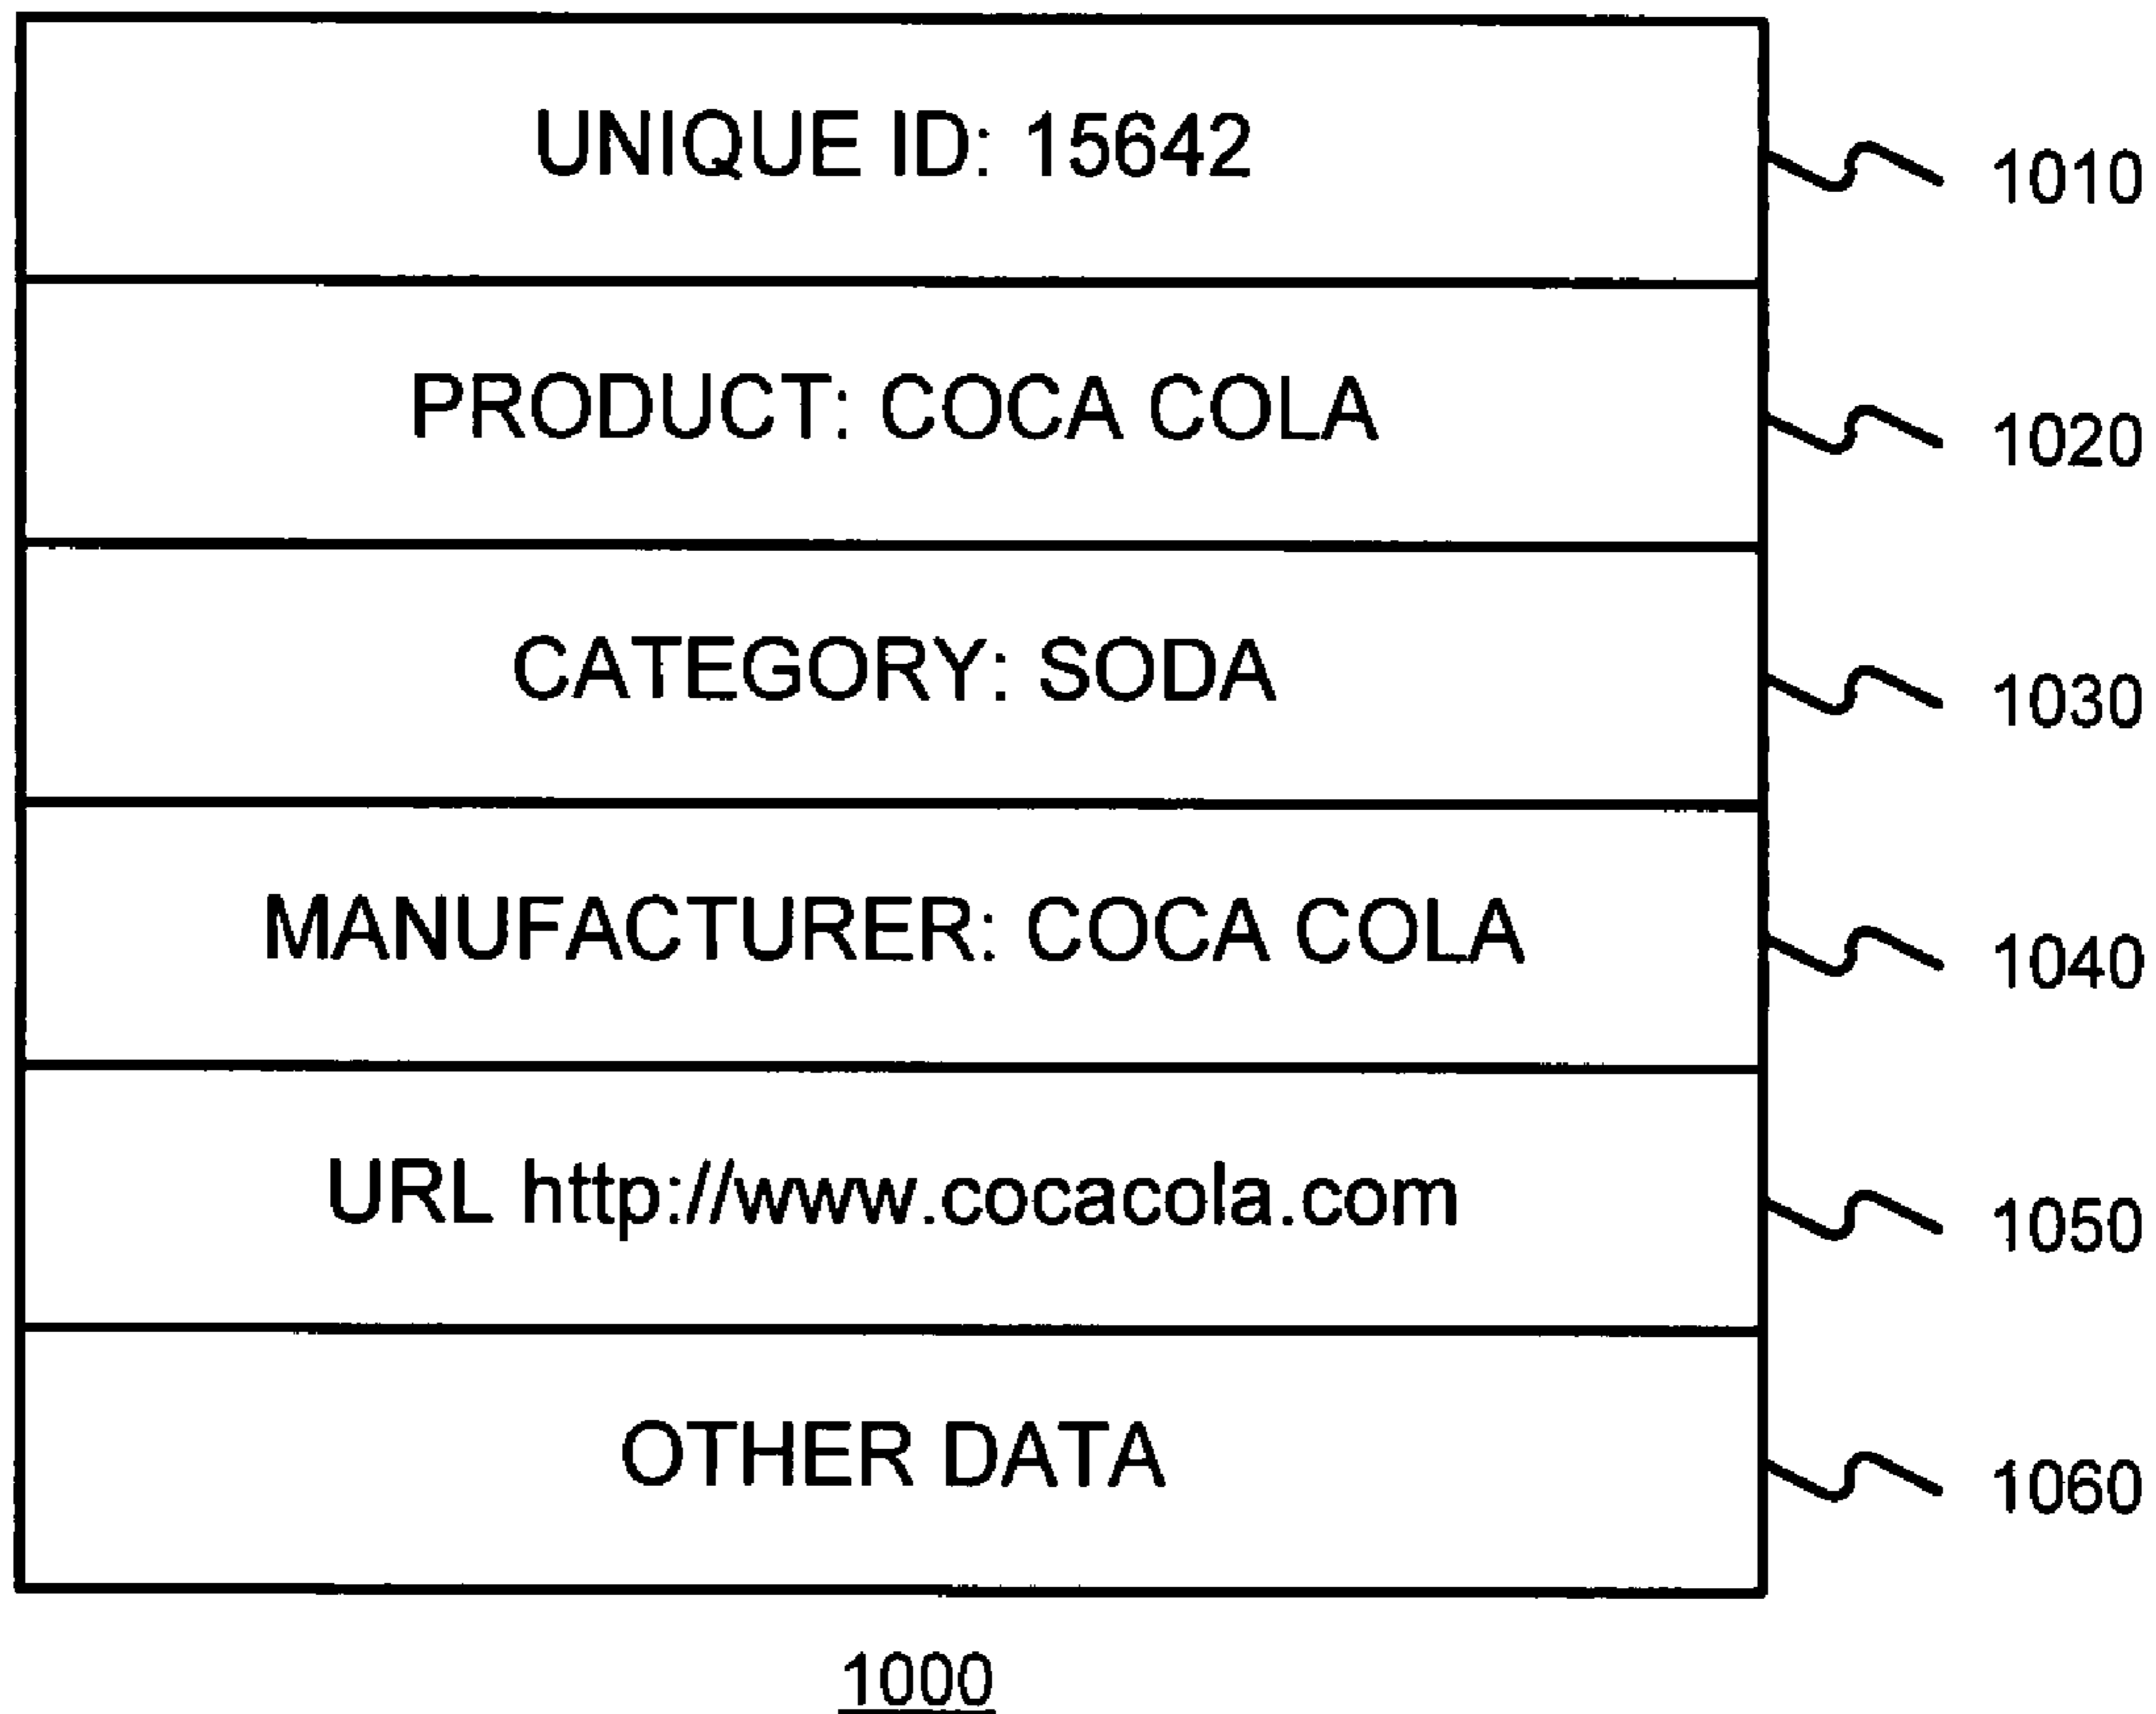 UNIQUE ID: 15642
1010
PRODUCT: COCA COLA
1020
CATEGORY: SODA
1030
MANUFACTURER: COCA COLA
1040
URL http://www.cocacola.com
1050
OTHER DATA
1060
1000